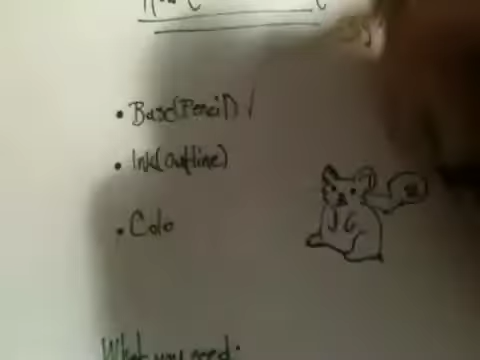 • Base(Pencil) /
• Ink(outline)
• Colo
What you need: